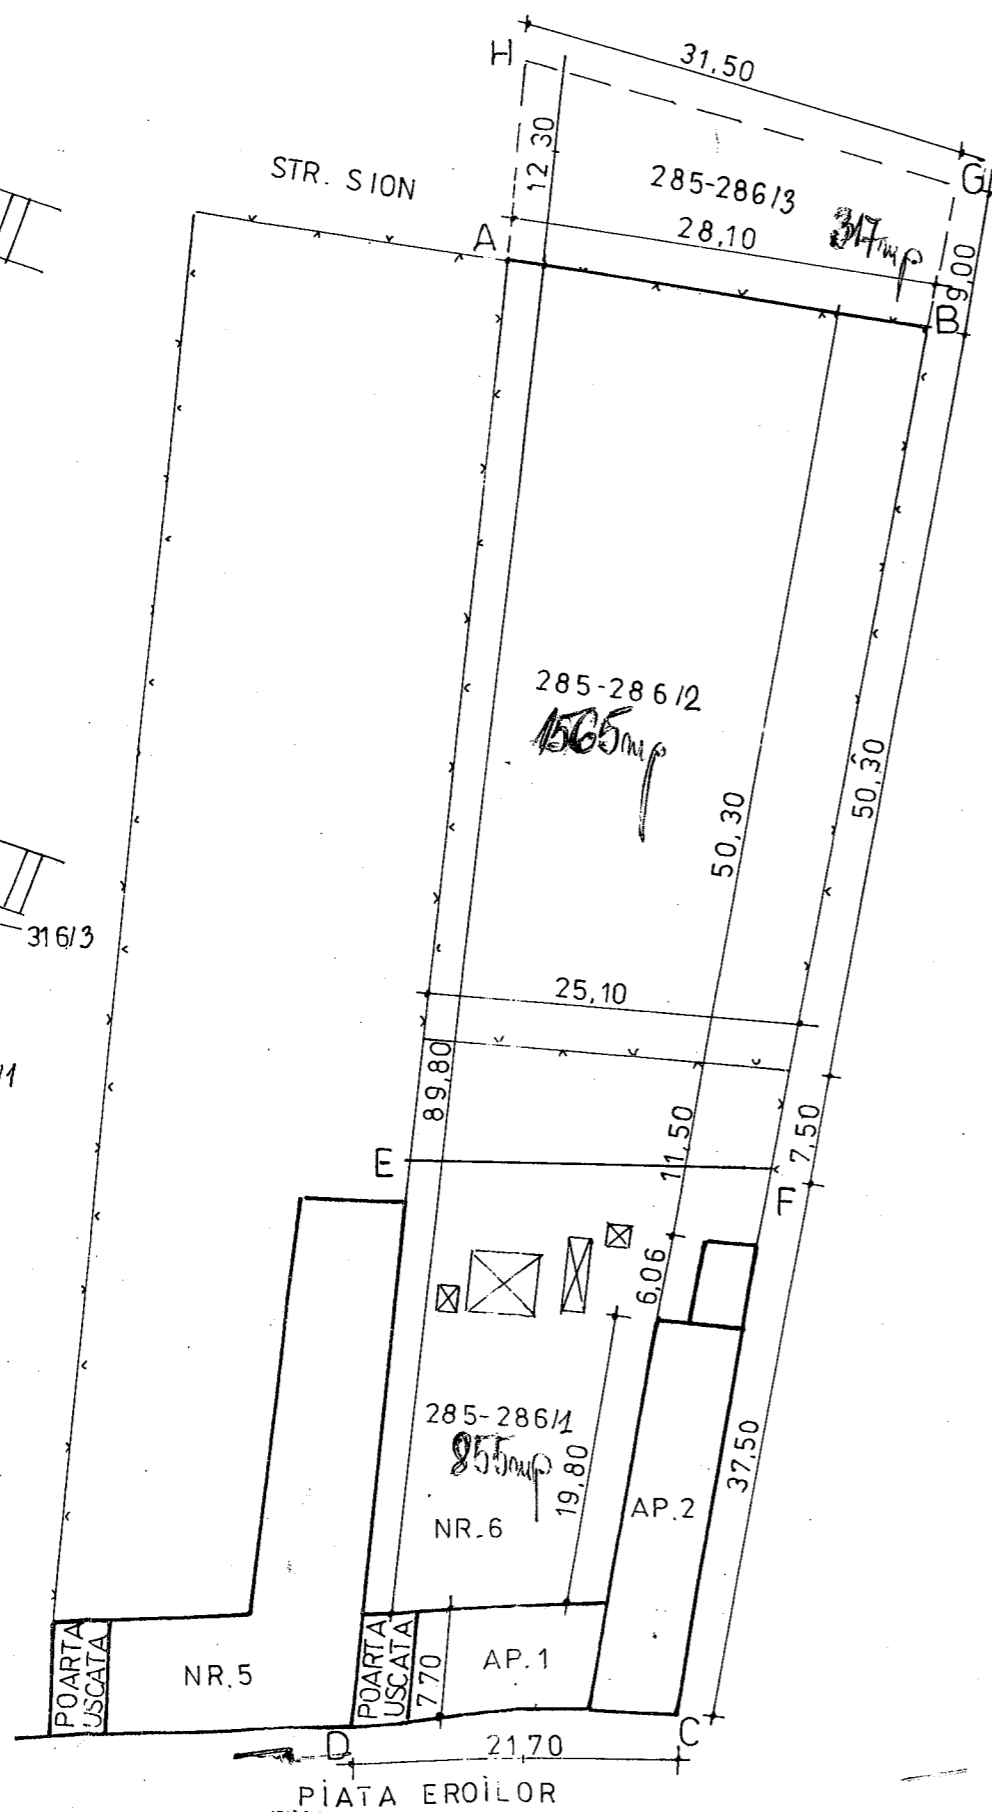 31,50
H
G
12,30
STR. SION
285-286/3
317mp
28,10
A
9,00
B
285-286/2
1565mp
50,30
50,30
316/3
25,10
/1
89,80
11,50
7,50
E
F
6,06
285-286/1
855mp
19,80
37,50
NR.6
AP.2
POARTA
USCATA
NR.5
POARTA
USCATA
7.70
AP.1
D
C
21,70
PIAȚA EROILOR